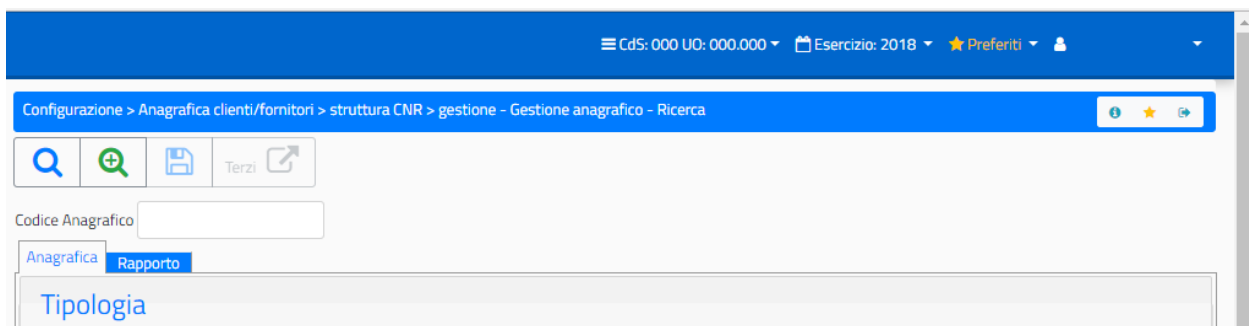 CdS: 000 UO: 000.000 Esercizio: 2018 Preferiti
Configurazione > Anagrafica clienti/fornitori > struttura CNR > gestione - Gestione anagrafico - Ricerca
Terzi
Codice Anagrafico
Anagrafica Rapporto
Tipologia